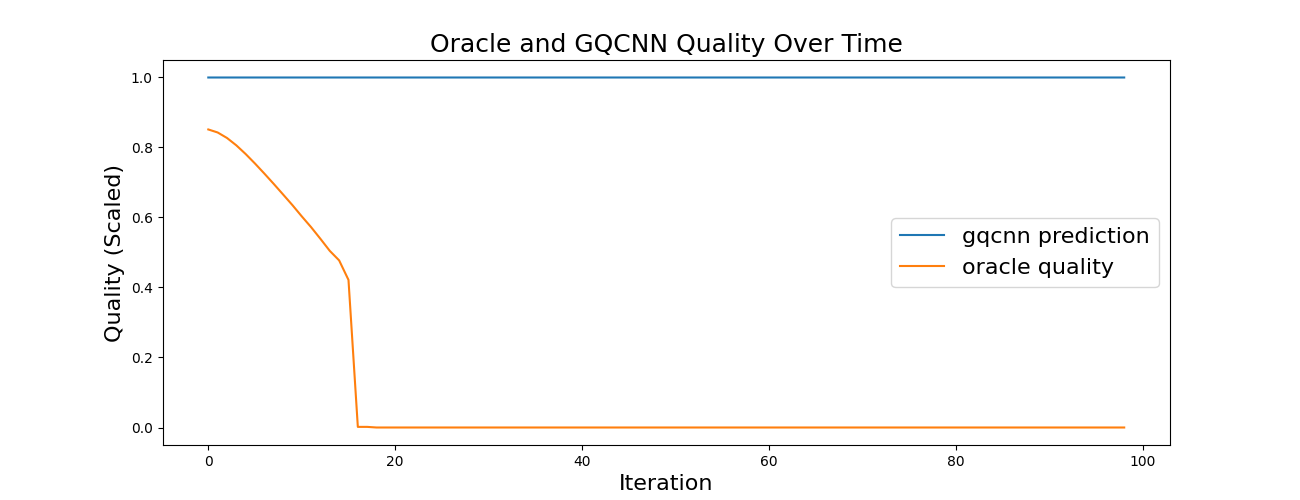 Oracle and GQCNN Quality Over Time
Quality (Scaled)
1.0
0.8
0.6
0.4
0.2
0.0
gqcnn prediction
oracle quality
0 20 40 60 80 100
Iteration